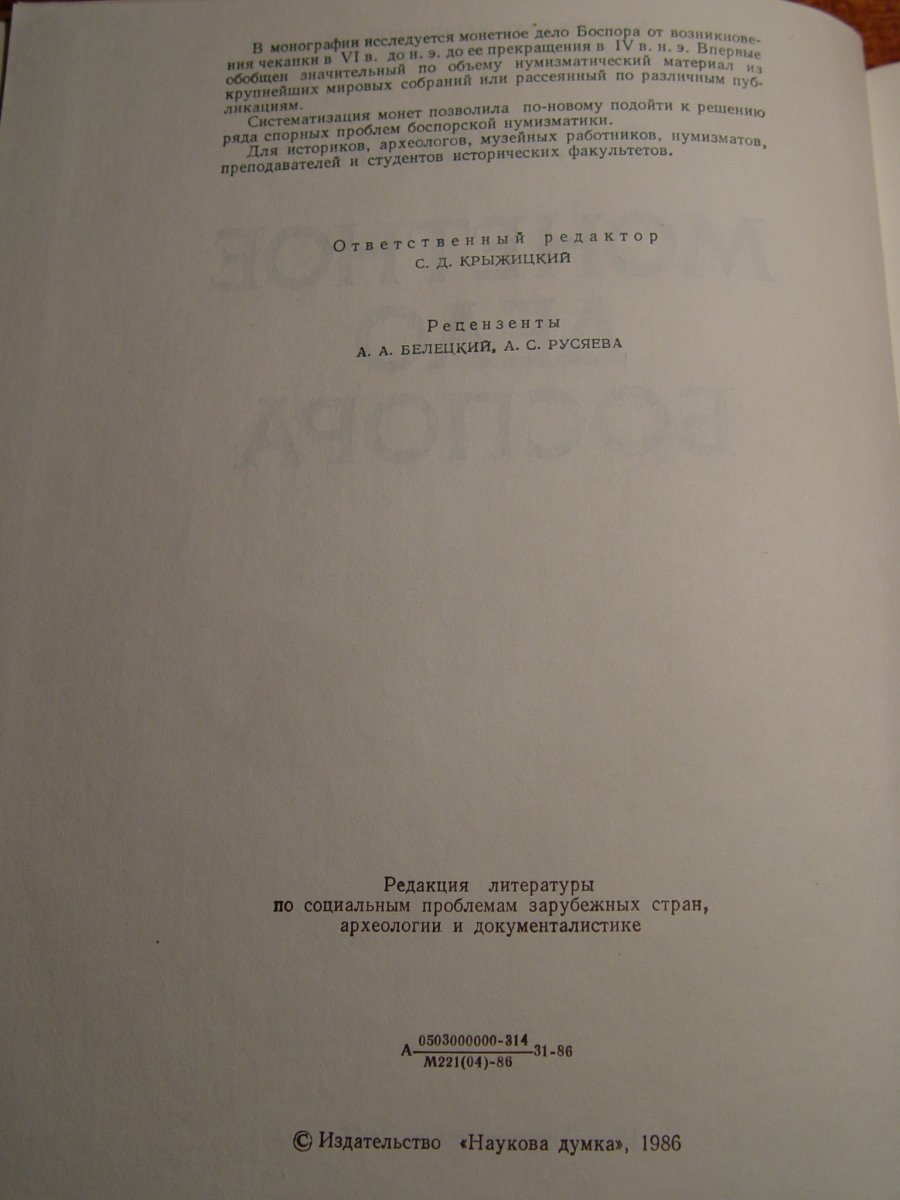 В монографии исследуется монетное дело Боспора от возникнове-
ния чеканки в VI в. до н. э. до ее прекращения в IV в. н. э. Впервые
обобщен значительный по объему нумизматический материал из
крупнейших мировых собраний или рассеянный по различным пуб-
ликациям.
Систематизация монет позволила по-новому подойти к решению
ряда спорных проблем боспорской нумизматики.
Для историков, археологов, музейных работников, нумизматов,
преподавателей и студентов исторических факультетов.
МОНЕТНОЕ
ДЕЛО
БОСПОРА
Ответственный редактор
С. Д. КРЫЖИЦКИЙ
Рецензенты
А. А. БЕЛЕЦКИЙ, А. С. РУСЯЕВА
Редакция литературы
по социальным проблемам зарубежных стран,
археологии и документалистике
0503000000-314
А 31-86
М221(04)-86
© Издательство «Наукова думка», 1986